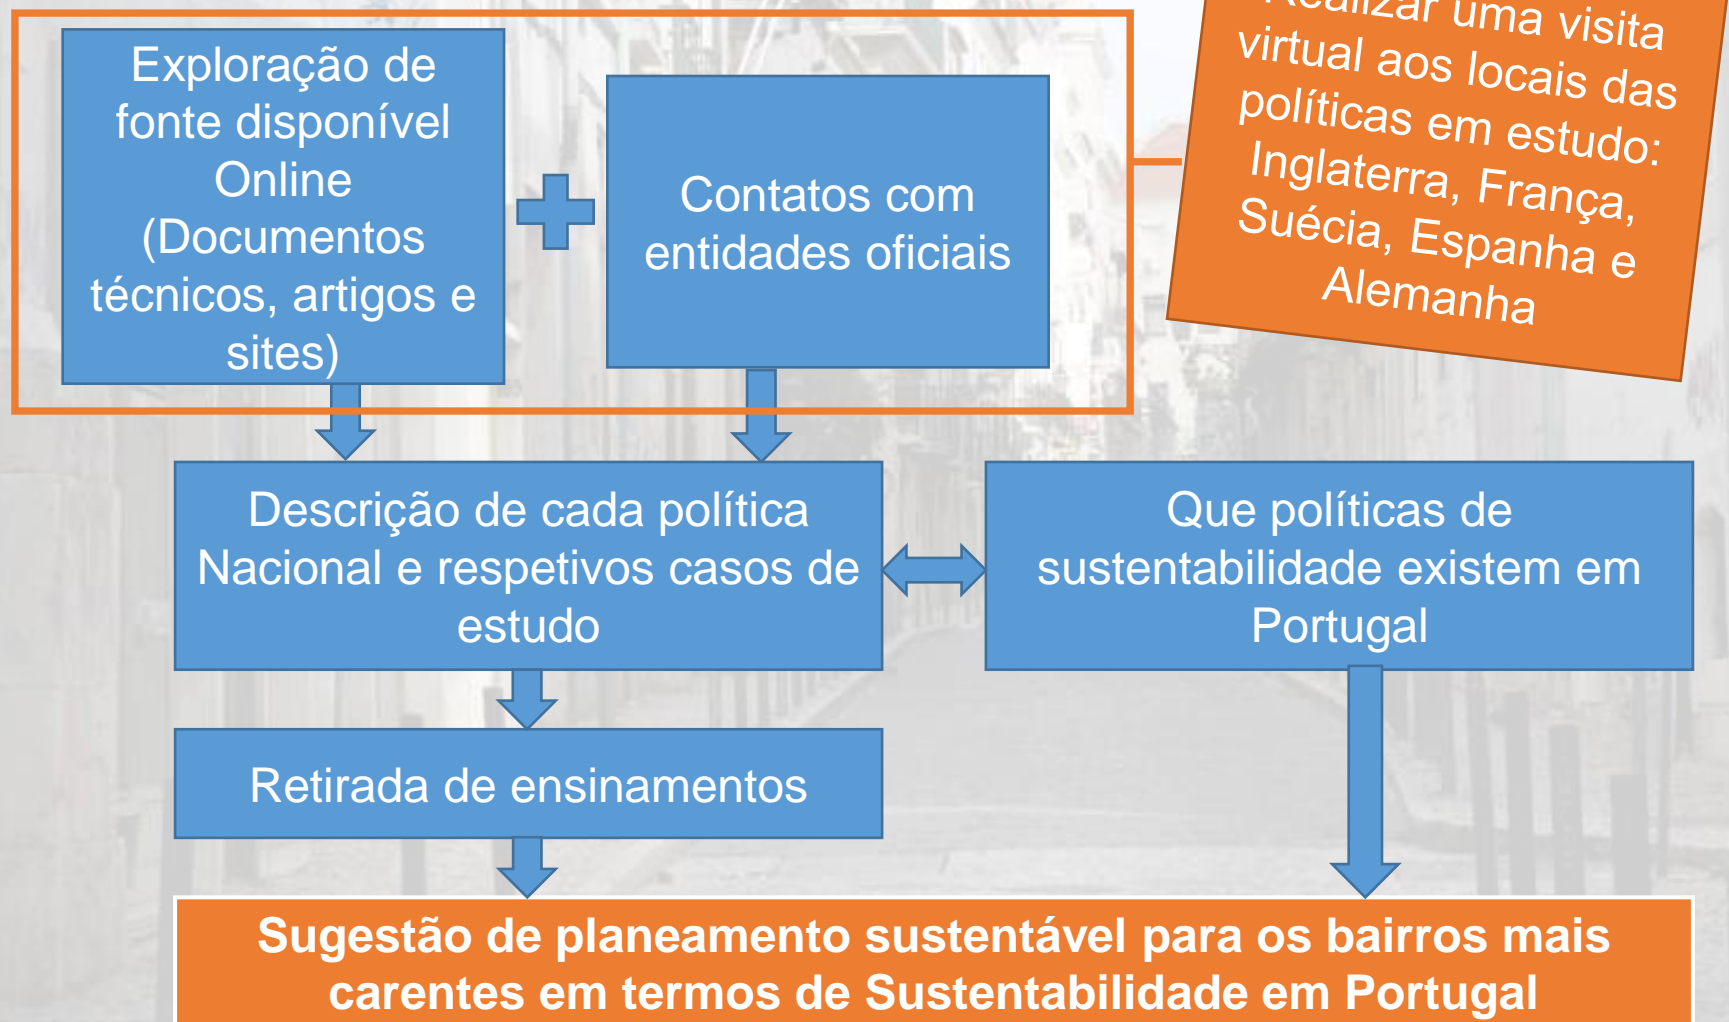 Exploração de
fonte disponível
Online
(Documentos
técnicos, artigos e
sites)
Contatos com
entidades oficiais
Realizar uma visita
virtual aos locais das
políticas em estudo:
Inglaterra, França,
Suécia, Espanha e
Alemanha
Descrição de cada política
Nacional e respetivos casos de
estudo
Que políticas de
sustentabilidade existem em
Portugal
Retirada de ensinamentos
Sugestão de planeamento sustentável para os bairros mais
carentes em termos de Sustentabilidade em Portugal